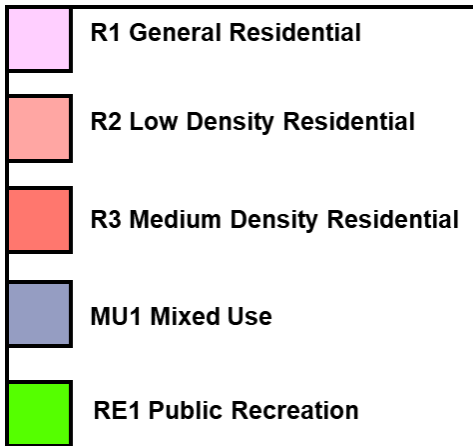 R1 General Residential
R2 Low Density Residential
R3 Medium Density Residential
MU1 Mixed Use
RE1 Public Recreation